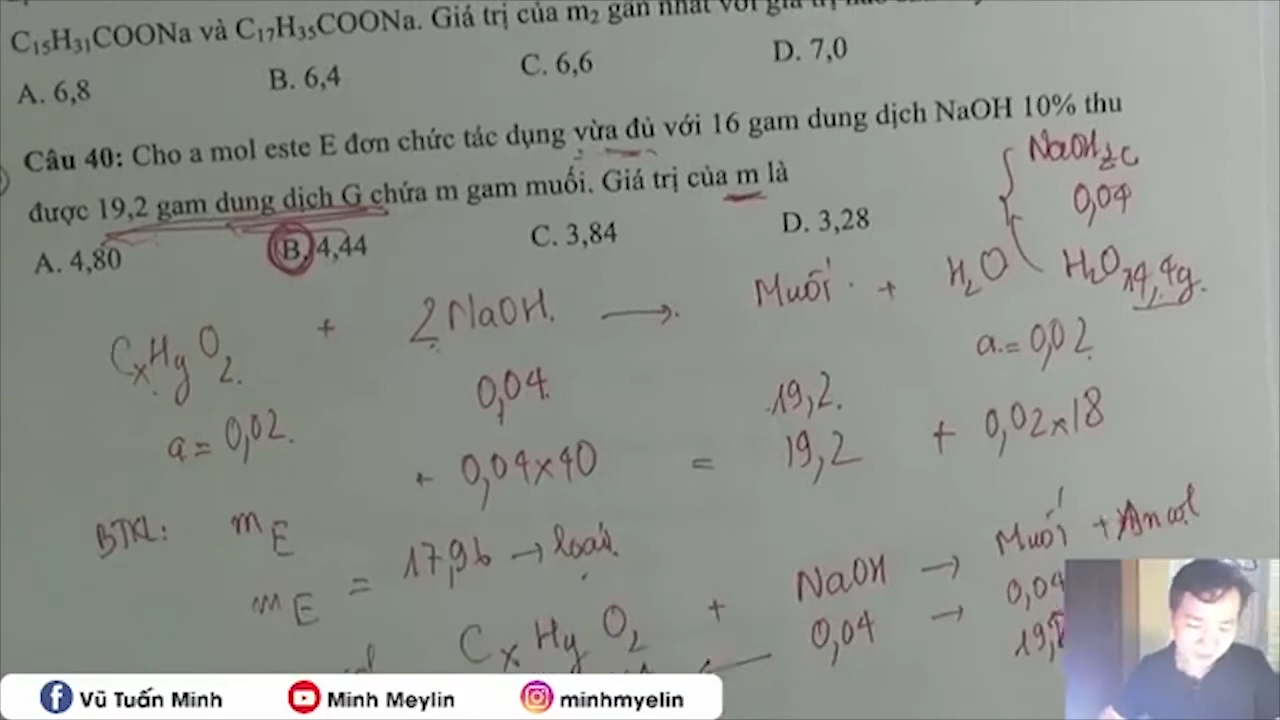 C₁₅H₃₁COONa và C₁₇H₃₅COONa. Giá trị của m₂ gần nhất với giá trị nào
A. 6,8 B. 6,4 C. 6,6 D. 7,0
Câu 40: Cho a mol este E đơn chức tác dụng vừa đủ với 16 gam dung dịch NaOH 10% thu
được 19,2 gam dung dịch G chứa m gam muối. Giá trị của m là
A. 4,80 B. 4,44 C. 3,84 D. 3,28
NaOH
0,04
H₂O 14,4g.
CₓHyO₂ + 2NaOH → Muối + H₂O
a = 0,02. 0,04. 19,2. a = 0,02
+ 0,04×40 = 19,2 + 0,02×18
BTKL: mE
mE = 17,96 → loại.
CₓHyO₂ + NaOH → Muối + Ancol
0,04 → 0,04
19,2
Vũ Tuấn Minh Minh Meylin minhmyelin